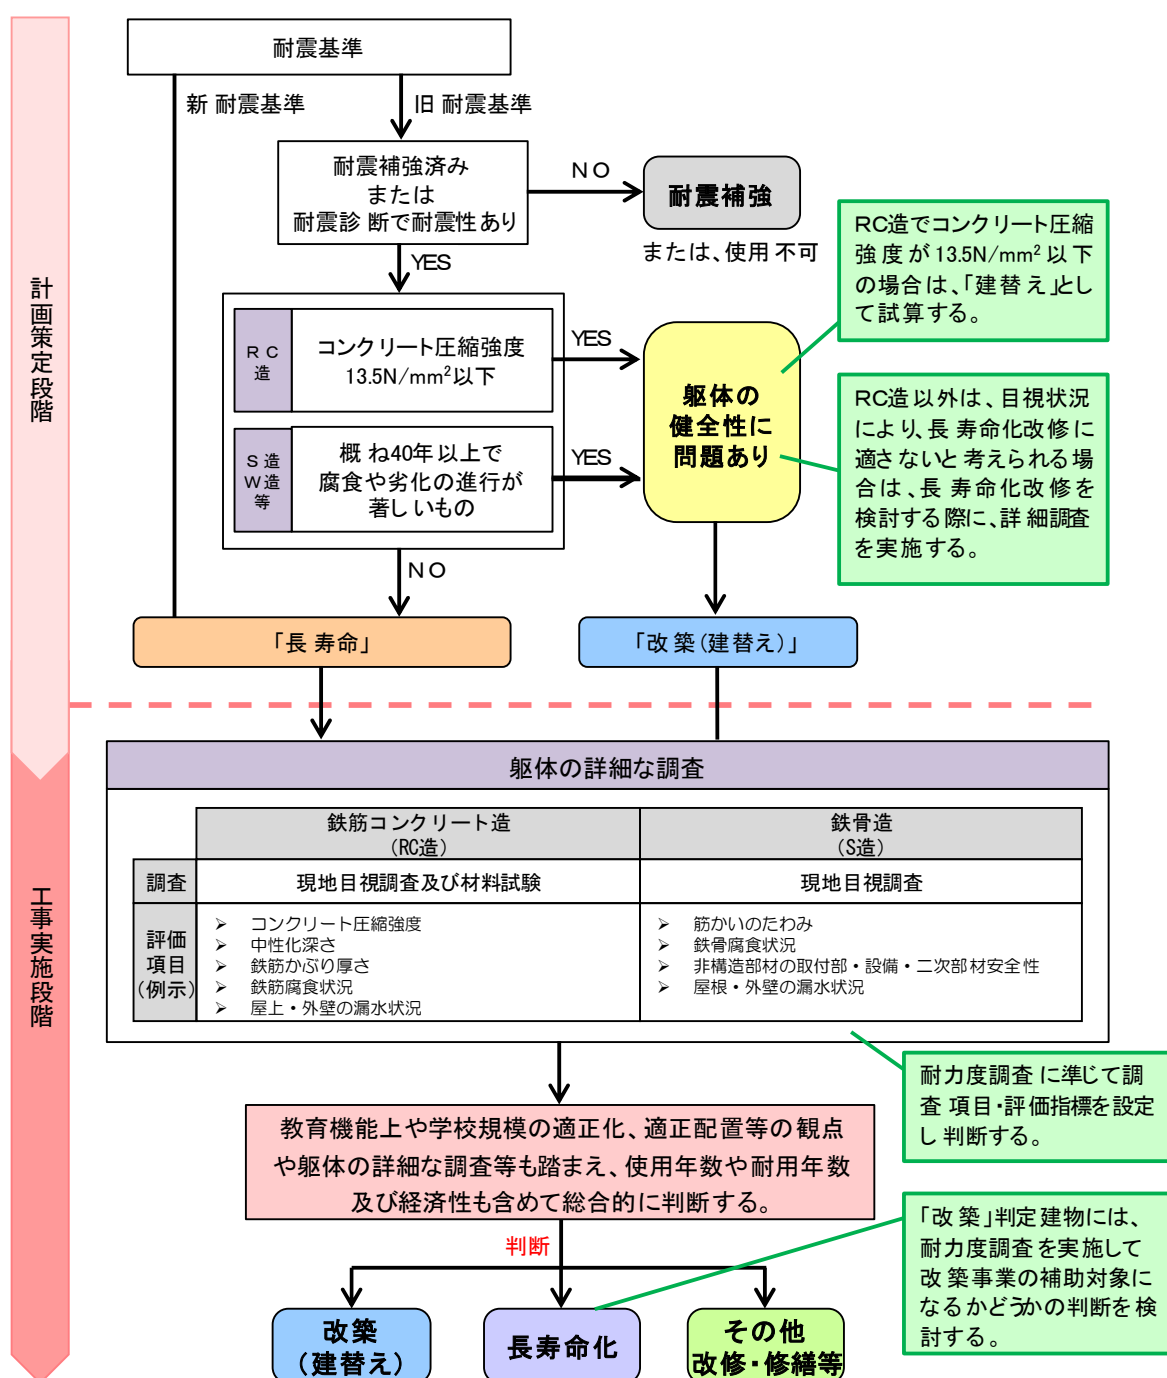 耐震基準
新耐震基準
旧耐震基準
耐震補強済み
または
耐震診断で耐震性あり
NO
耐震補強
または、使用不可
YES
RC造でコンクリート圧縮
強度が13.5N/mm²以下
の場合は、「建替え」とし
て試算する。
計画策定段階
RC
造
コンクリート圧縮強度
13.5N/mm²以下
YES
躯体の
健全性に
問題あり
RC造以外は、目視状況
により、長寿命化改修に
適さないと考えられる場
合は、長寿命化改修を
検討する際に、詳細調査
を実施する。
S造
W造
等
概ね40年以上で
腐食や劣化の進行が
著しいもの
YES
NO
「長寿命」
「改築(建替え)」
躯体の詳細な調査
鉄筋コンクリート造
(RC造)
鉄骨造
(S造)
調査
現地目視調査及び材料試験
現地目視調査
評価
項目
(例示)
➢ コンクリート圧縮強度
➢ 中性化深さ
➢ 鉄筋かぶり厚さ
➢ 鉄筋腐食状況
➢ 屋上・外壁の漏水状況
➢ 筋かいのたわみ
➢ 鉄骨腐食状況
➢ 非構造部材の取付部・設備・二次部材安全性
➢ 屋根・外壁の漏水状況
工事実施段階
耐力度調査に準じて調
査項目・評価指標を設定
し判断する。
教育機能上や学校規模の適正化、適正配置等の観点
や躯体の詳細な調査等も踏まえ、使用年数や耐用年数
及び経済性も含めて総合的に判断する。
「改築」判定建物には、
耐力度調査を実施して
改築事業の補助対象に
なるかどうかの判断を検
討する。
判断
改築
(建替え)
長寿命化
その他
改修・修繕等